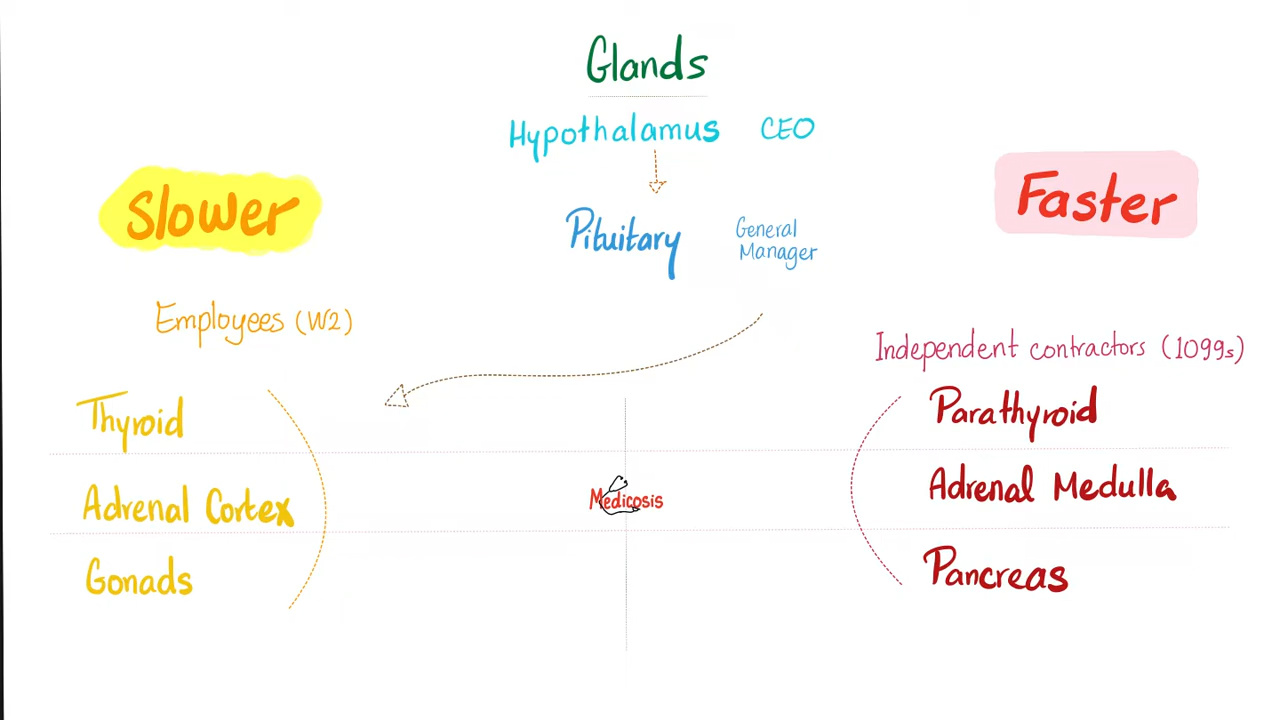 Glands
Hypothalamus CEO
Slower
Faster
Pituitary
General
Manager
Employees (W2)
Independent contractors (1099s)
Thyroid
Parathyroid
Adrenal Cortex
Medicosis
Adrenal Medulla
Gonads
Pancreas